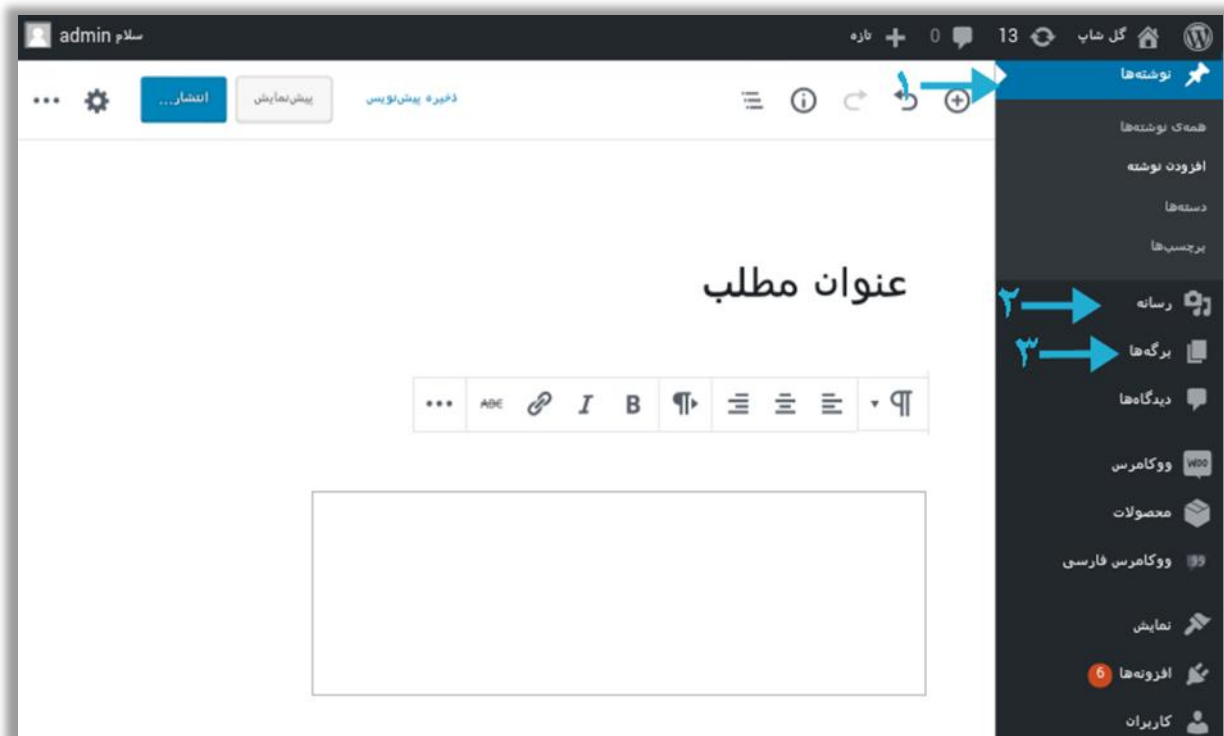 گل شاپ 13 0 تازه
سلام admin
نوشته‌ها
همه‌ی نوشته‌ها
افزودن نوشته
دسته‌ها
برچسب‌ها
رسانه
برگه‌ها
دیدگاه‌ها
ووکامرس
محصولات
ووکامرس فارسی
نمایش
افزونه‌ها 6
کاربران
۱
۲
۳
ذخیره پیش‌نویس
پیش‌نمایش
انتشار...
عنوان مطلب
B I ABC
WOO